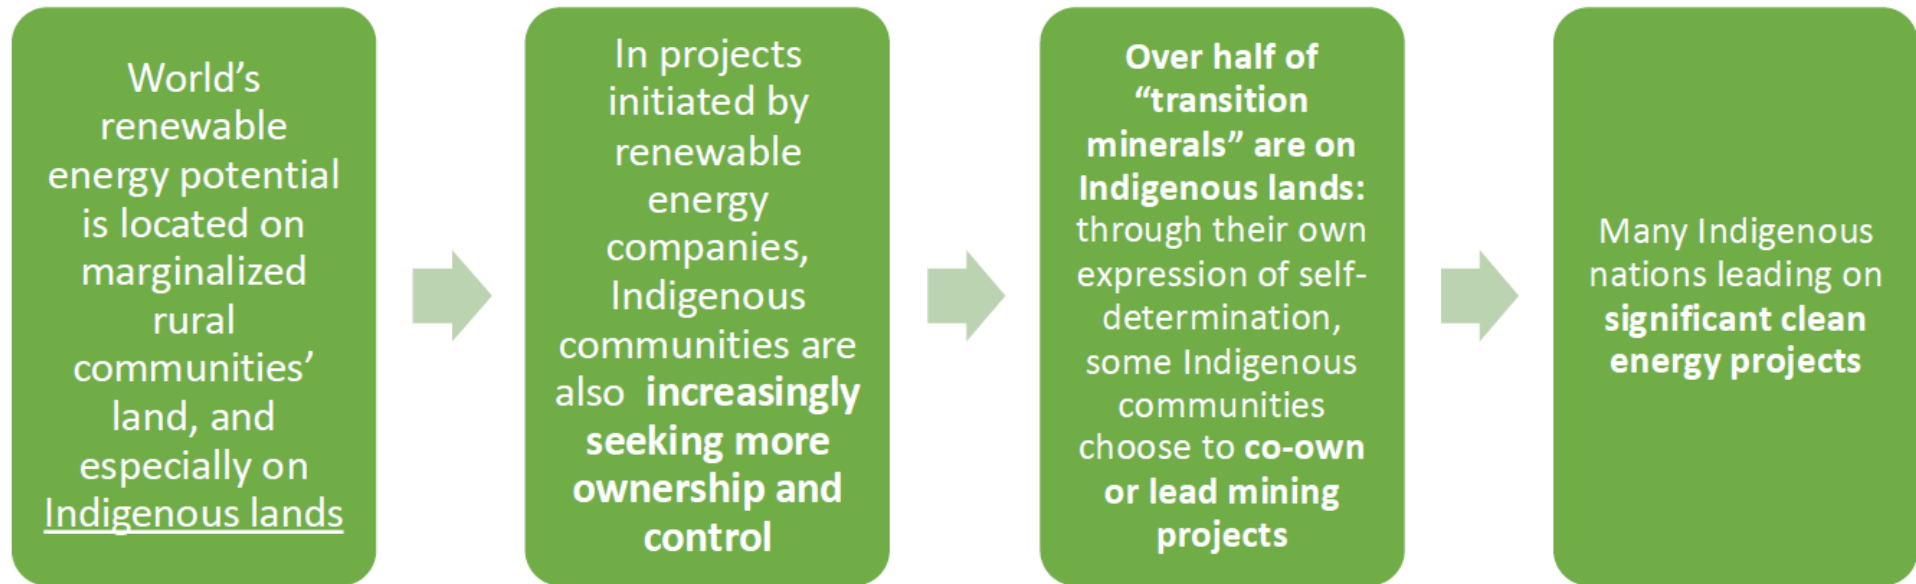 World’s
renewable
energy potential
is located on
marginalized
rural
communities’
land, and
especially on
Indigenous lands
In projects
initiated by
renewable
energy
companies,
Indigenous
communities are
also increasingly
seeking more
ownership and
control
Over half of
“transition
minerals” are on
Indigenous lands:
through their own
expression of self-
determination,
some Indigenous
communities
choose to co-own
or lead mining
projects
Many Indigenous
nations leading on
significant clean
energy projects